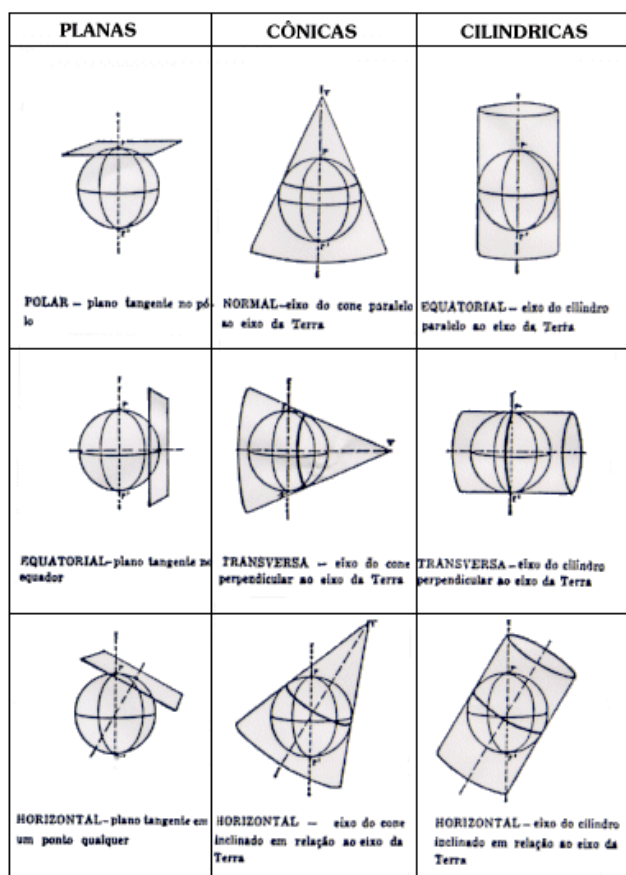 PLANAS CÔNICAS CILINDRICAS
POLAR — plano tangente no pó-
lo
NORMAL—eixo do cone paralelo
ao eixo da Terra
EQUATORIAL — eixo do cilindro
paralelo ao eixo da Terra
EQUATORIAL—plano tangente no
equador
TRANSVERSA — eixo do cone
perpendicular ao eixo da Terra
TRANSVERSA—eixo do cilindro
perpendicular ao eixo da Terra
HORIZONTAL—plano tangente em
um ponto qualquer
HORIZONTAL — eixo do cone
inclinado em relação ao eixo da
Terra
HORIZONTAL—eixo do cilindro
inclinado em relação ao eixo da
Terra